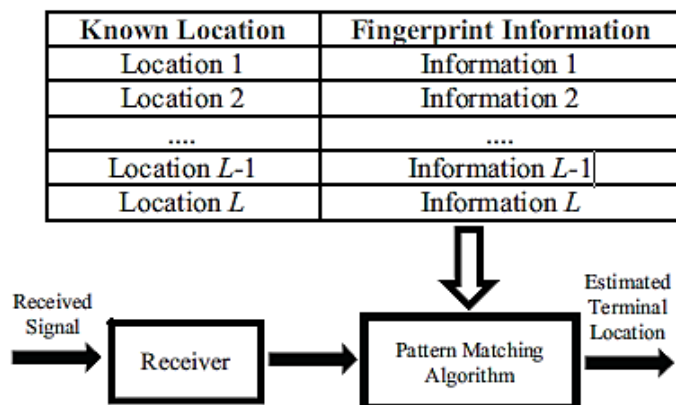 Known Location Fingerprint Information
Location 1 Information 1
Location 2 Information 2
.... ....
Location L-1 Information L-1
Location L Information L
Received
Signal
Receiver
Pattern Matching
Algorithm
Estimated
Terminal
Location